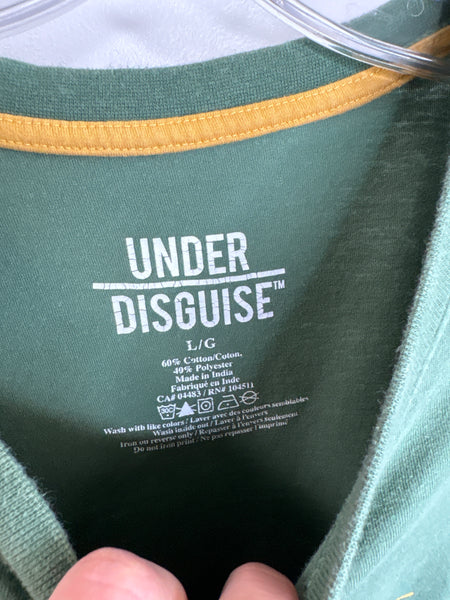 UNDER
DISGUISE™
L/G
60% Cotton/Coton,
40% Polyester
Made in India
Fabriqué en Inde
CA# 04483 / RN# 104511
Wash with like colors / Laver avec des couleurs semblables
Wash inside out / Laver à l'envers seulement
Iron on reverse only / Repasser à l'envers seulement
Do not iron print / Ne pas repasser l'imprimé